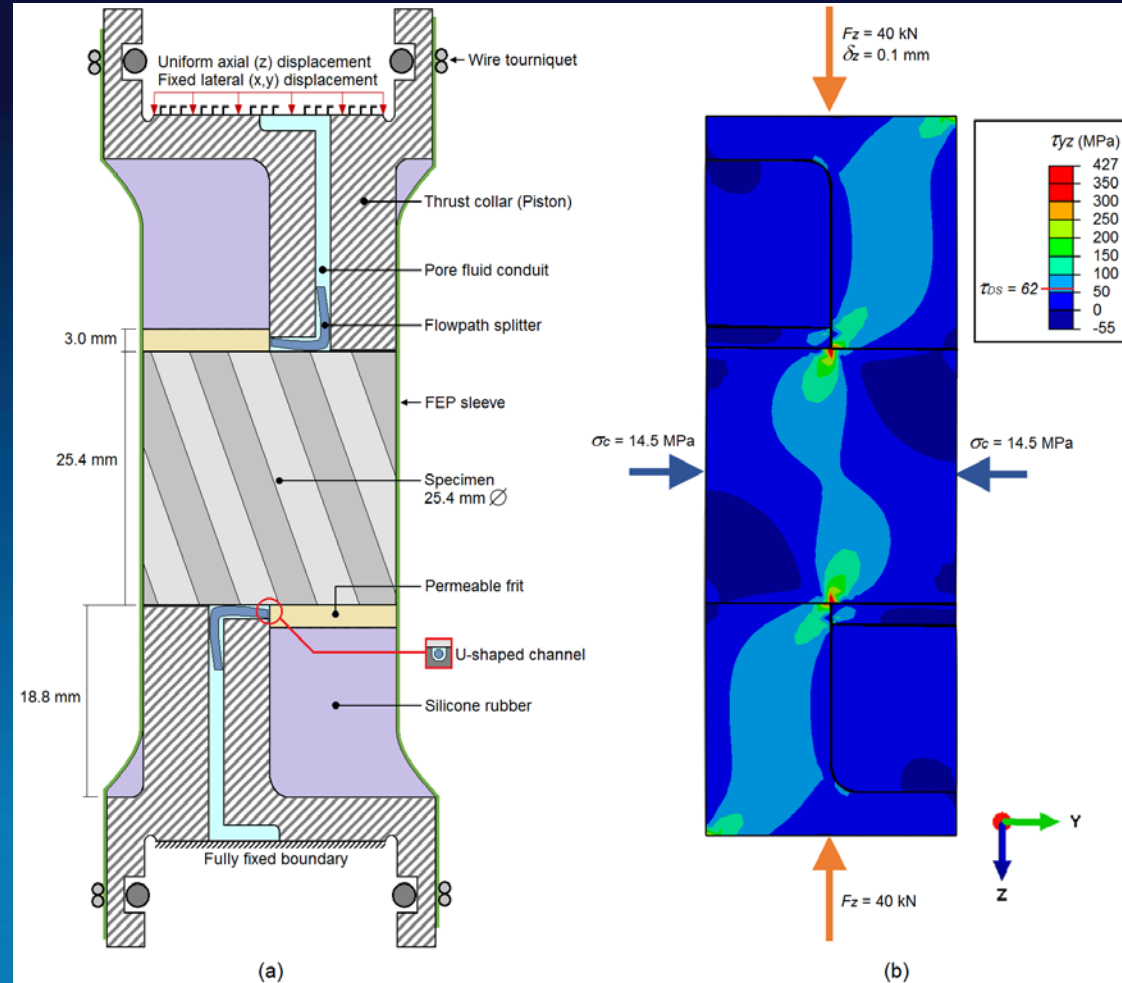 Uniform axial (z) displacement
Fixed lateral (x,y) displacement
Wire tourniquet
Thrust collar (Piston)
Pore fluid conduit
Flowpath splitter
3.0 mm
FEP sleeve
25.4 mm
Specimen
25.4 mm ∅
Permeable frit
U-shaped channel
18.8 mm
Silicone rubber
Fully fixed boundary
(a)
Fz = 40 kN
δz = 0.1 mm
τyz (MPa)
427
350
300
250
200
150
100
50
0
-55
τDS = 62
σc = 14.5 MPa
σc = 14.5 MPa
Y
Z
Fz = 40 kN
(b)